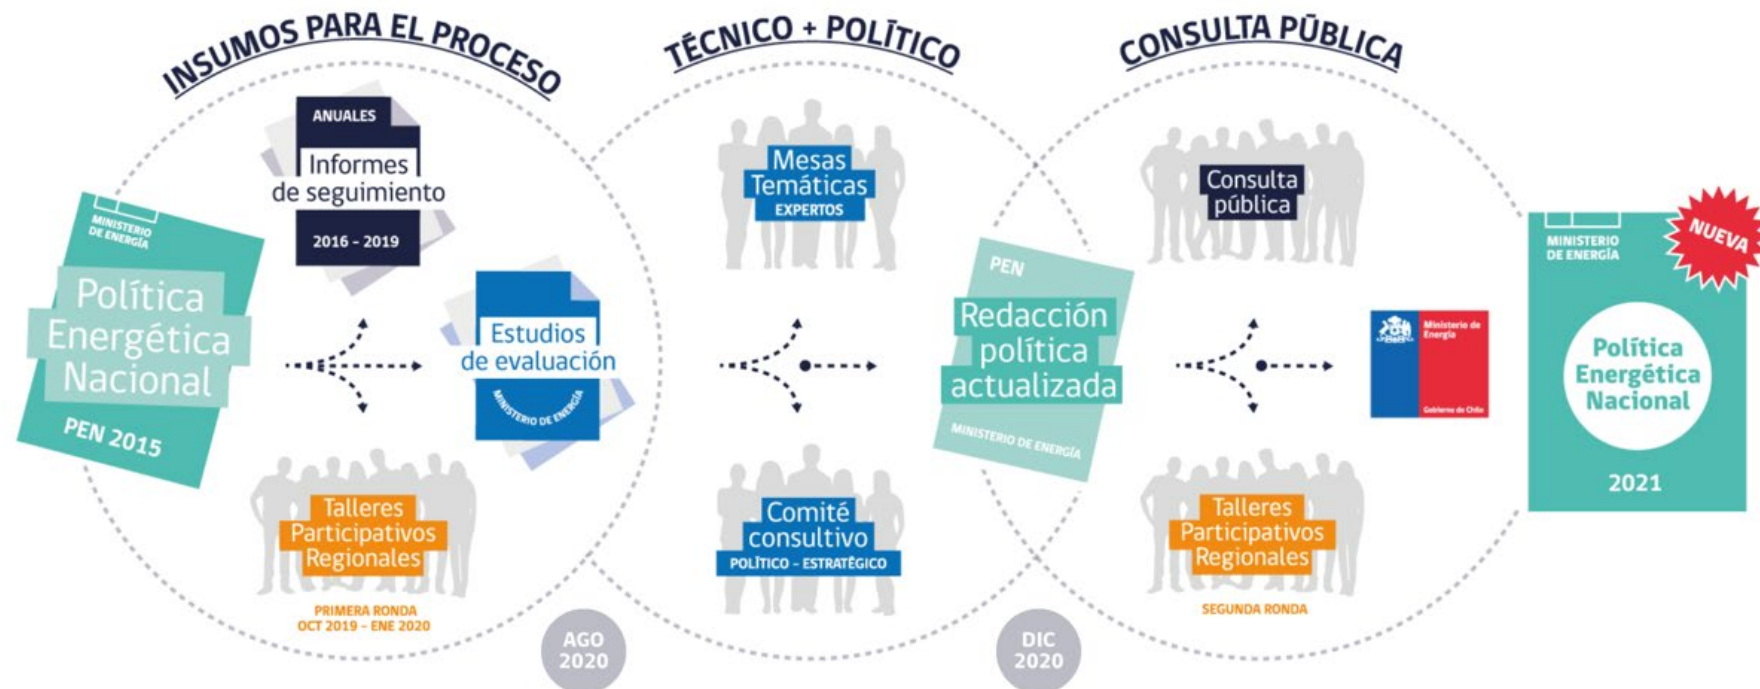 INSUMOS PARA EL PROCESO
MINISTERIO
DE ENERGÍA
Política
Energética
Nacional
PEN 2015
ANUALES
Informes
de seguimiento
2016 - 2019
Estudios
de evaluación
MINISTERIO DE ENERGÍA
Talleres
Participativos
Regionales
PRIMERA RONDA
OCT 2019 - ENE 2020
AGO
2020
TÉCNICO + POLÍTICO
Mesas
Temáticas
EXPERTOS
Comité
consultivo
POLÍTICO - ESTRATÉGICO
PEN
Redacción
política
actualizada
MINISTERIO DE ENERGÍA
DIC
2020
CONSULTA PÚBLICA
Consulta
pública
Talleres
Participativos
Regionales
SEGUNDA RONDA
Ministerio de
Energía
Gobierno de Chile
MINISTERIO
DE ENERGÍA
NUEVA
Política
Energética
Nacional
2021